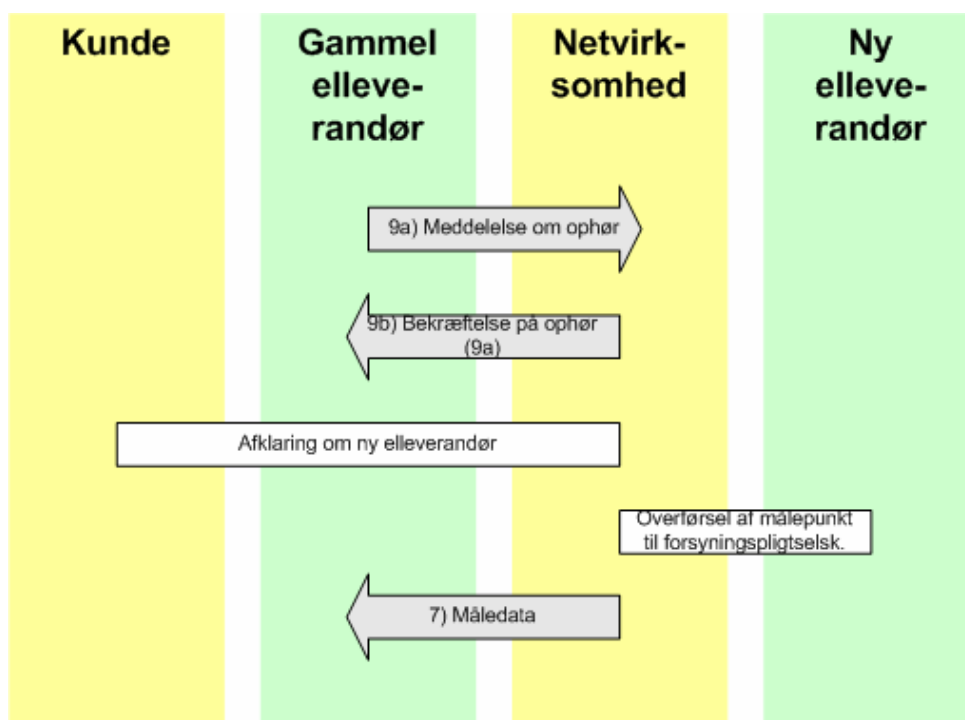 Kunde
Gammel
elleve-
randør
Netvirk-
somhed
Ny
elleve-
randør
9a) Meddelelse om ophør
9b) Bekræftelse på ophør
(9a)
Afklaring om ny elleverandør
Overførsel af målepunkt
til forsyningspligtselsk.
7) Måledata